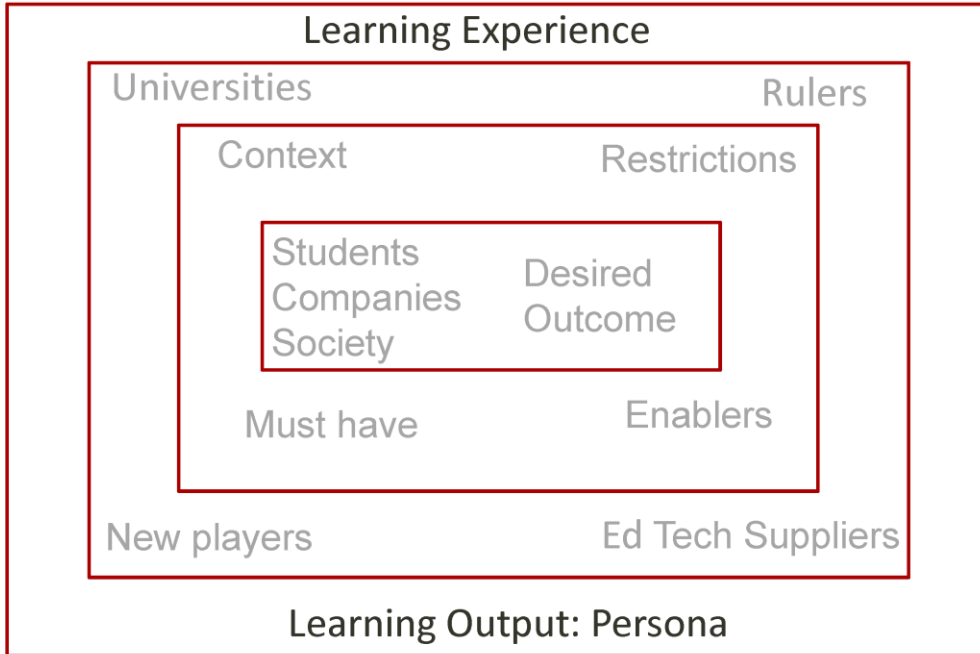 Learning Experience
Universities
Rulers
Context
Restrictions
Students
Companies
Society
Desired
Outcome
Must have
Enablers
New players
Ed Tech Suppliers
Learning Output: Persona